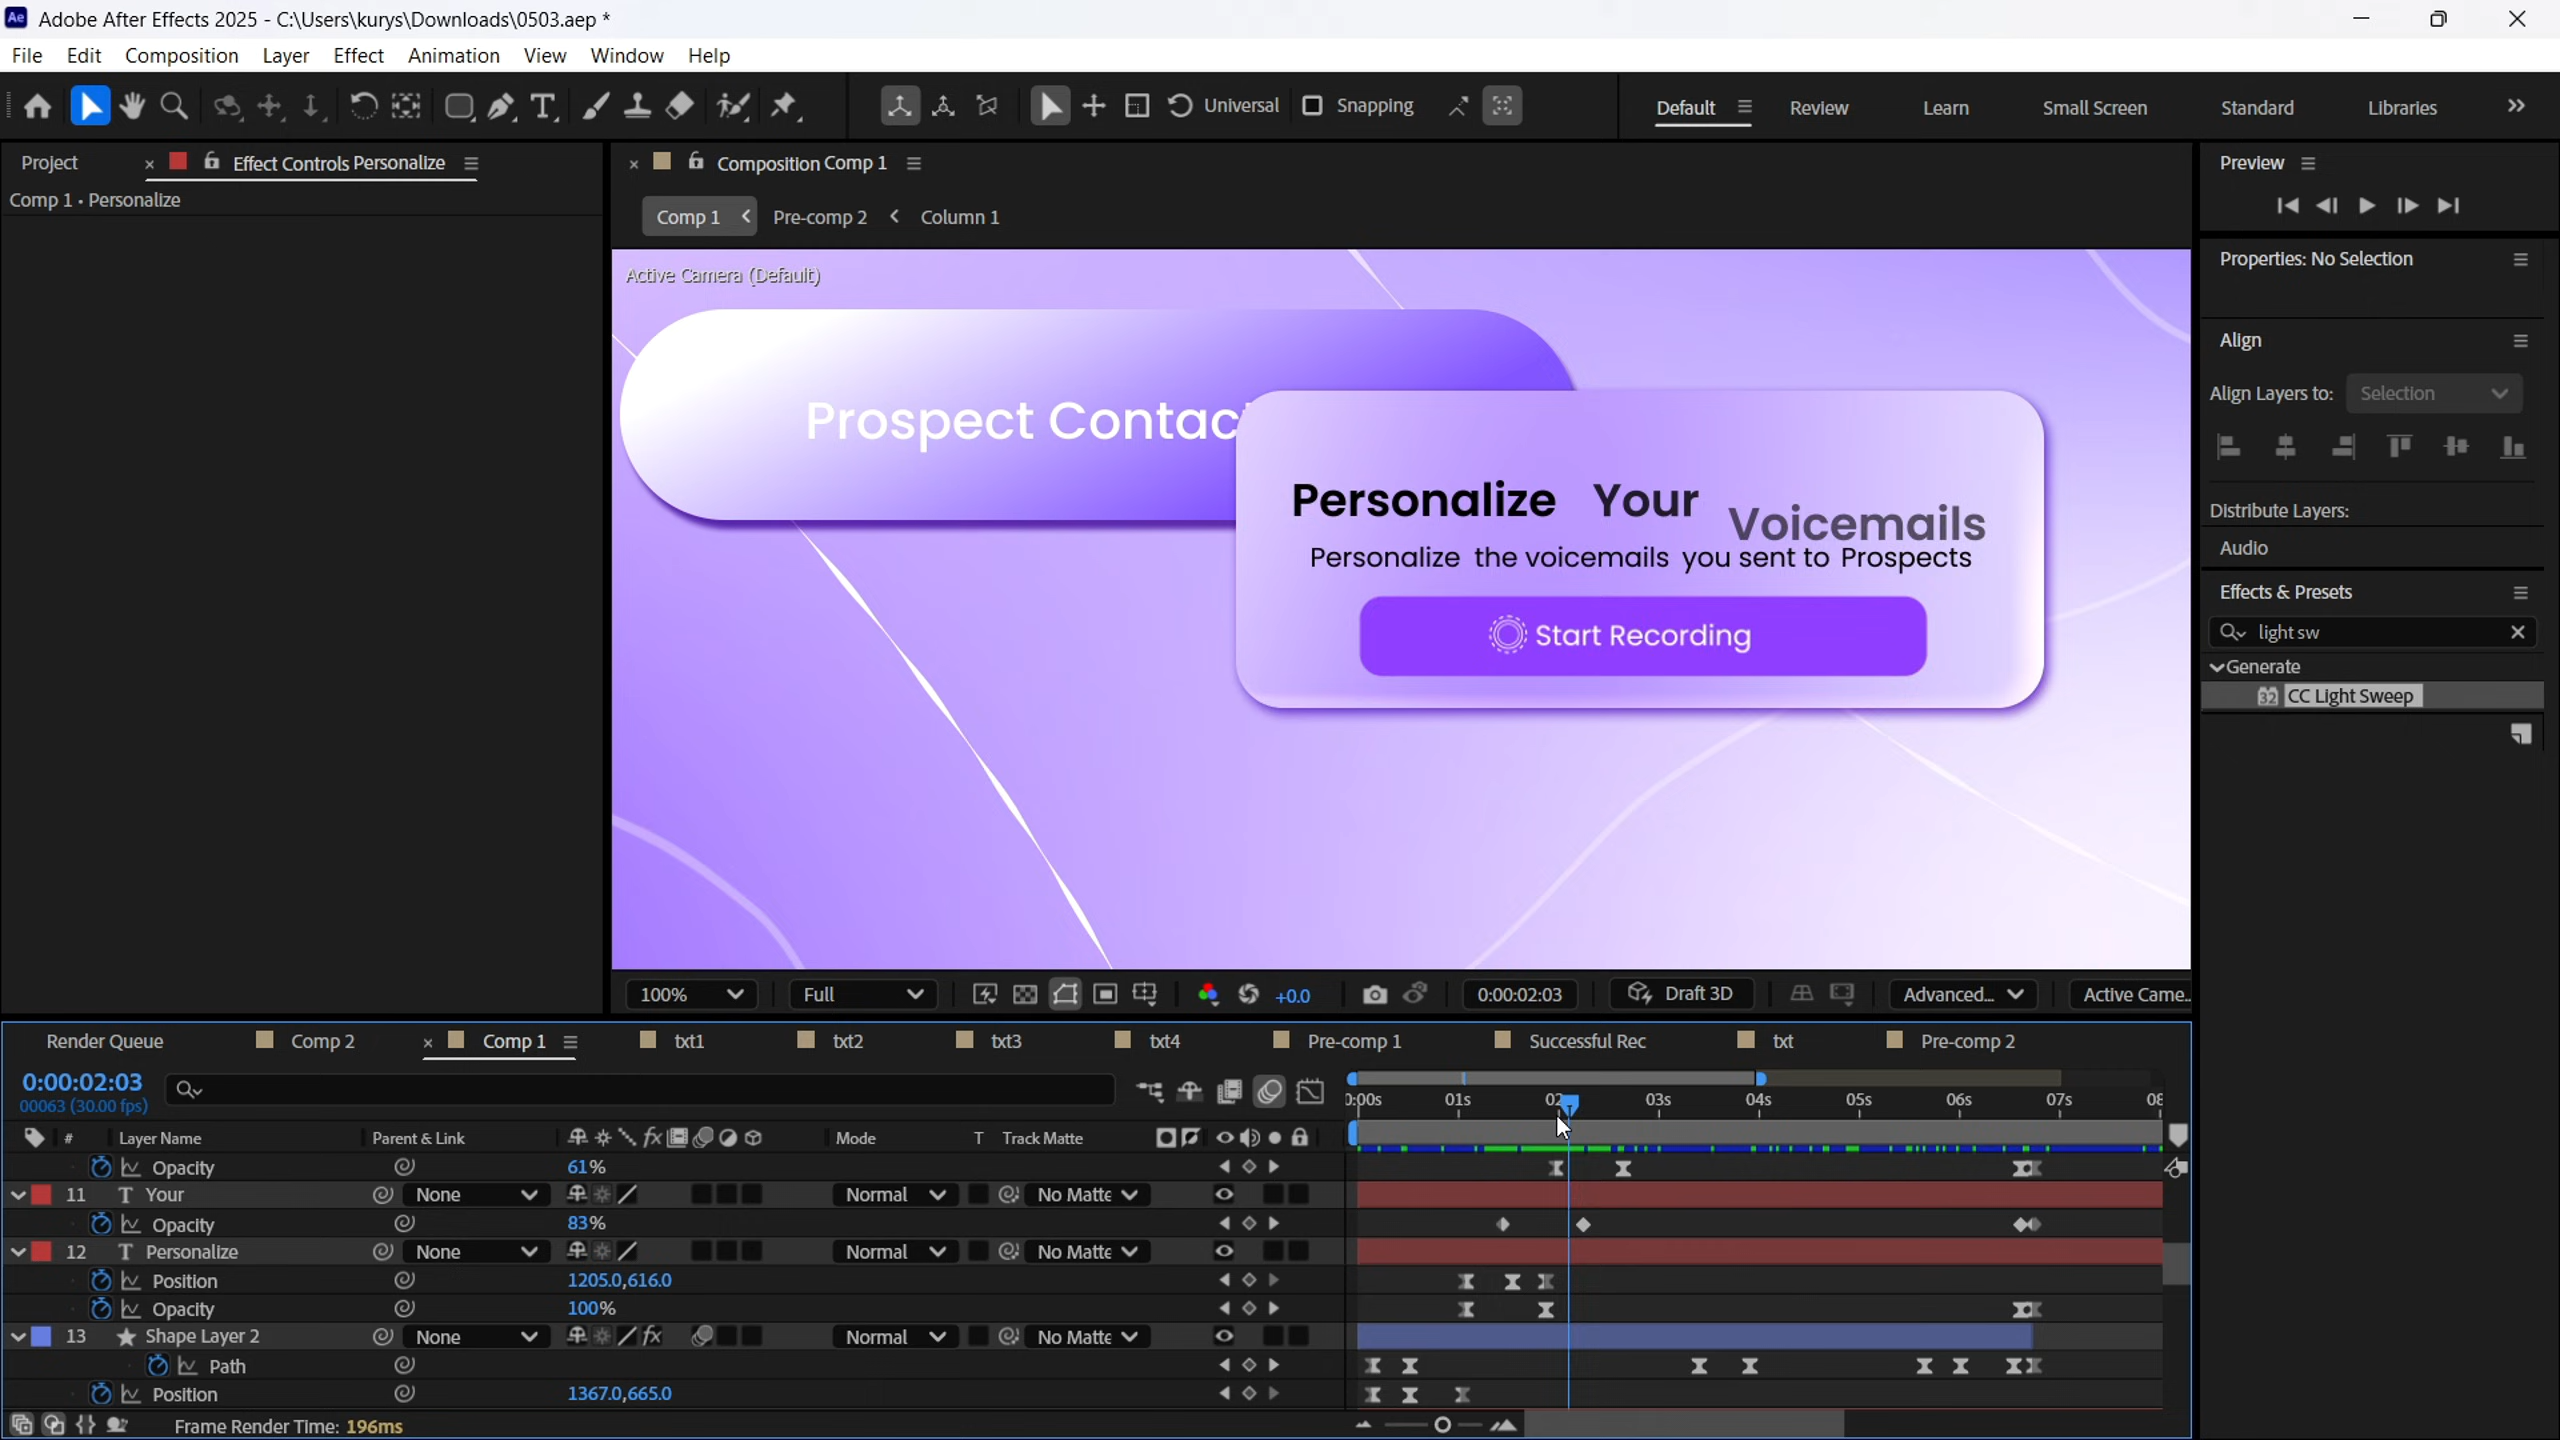 Adobe After Effects 2025 - C:\Users\kurys\Downloads\0503.aep *
File Edit Composition Layer Effect Animation View Window Help
Universal Snapping Default Review Learn Small Screen Standard Libraries
Project Effect Controls Personalize
Comp 1 • Personalize
Composition Comp 1
Comp 1 Pre-comp 2 Column 1
Active Camera (Default)
Prospect Contac
Personalize Your Voicemails
Personalize the voicemails you sent to Prospects
Start Recording
100% Full +0.0 0:00:02:03 Draft 3D Advanced... Active Came...
Preview
Properties: No Selection
Align
Align Layers to: Selection
Distribute Layers:
Audio
Effects & Presets
light sw
Generate
32 CC Light Sweep
Render Queue Comp 2 Comp 1 txt1 txt2 txt3 txt4 Pre-comp 1 Successful Rec txt Pre-comp 2
0:00:02:03
00063 (30.00 fps)
0:00s 01s 02s 03s 04s 05s 06s 07s 08
# Layer Name Parent & Link fx Mode T Track Matte
Opacity 61%
11 T Your None Normal No Matte
Opacity 83%
12 T Personalize None Normal No Matte
Position 1205.0,616.0
Opacity 100%
13 Shape Layer 2 None fx Normal No Matte
Path
Position 1367.0,665.0
Frame Render Time: 196ms